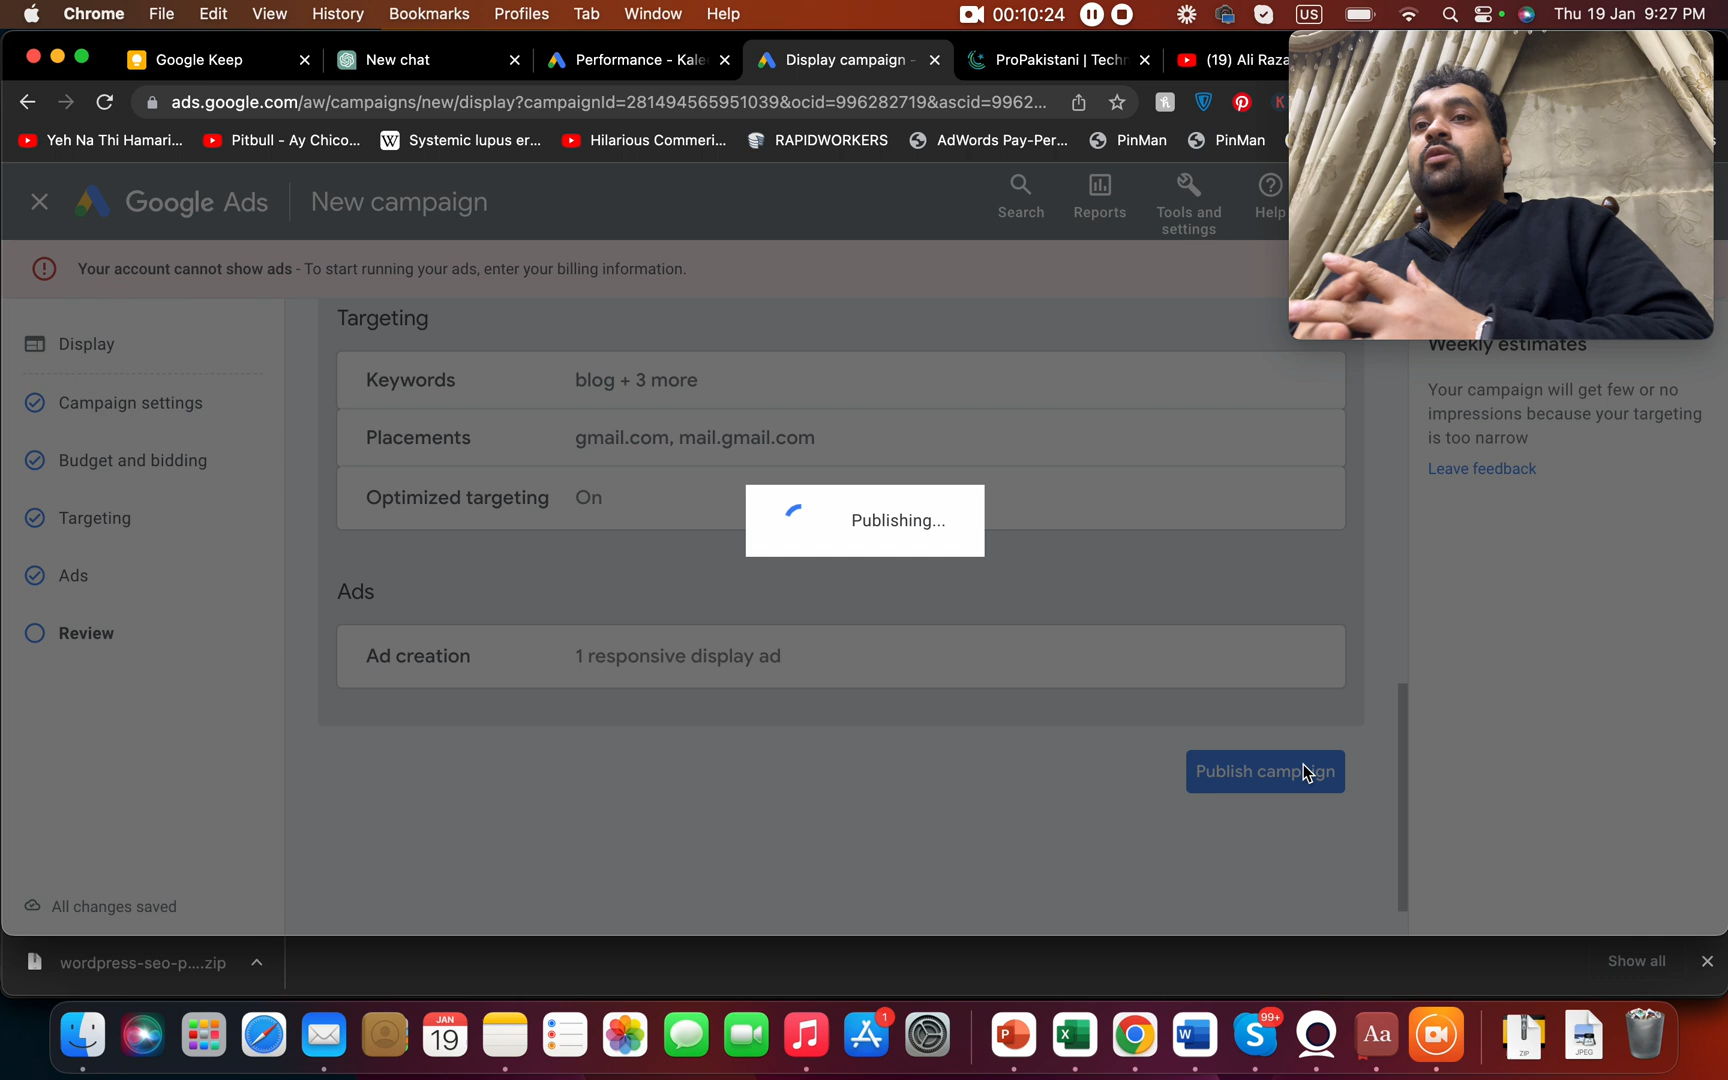 Chrome File Edit View History Bookmarks Profiles Tab Window Help 00:10:24 US Thu 19 Jan 9:27 PM
Google Keep New chat Performance - Kale Display campaign - ProPakistani | Techn (19) Ali Raza
ads.google.com/aw/campaigns/new/display?campaignId=281494565951039&ocid=996282719&ascid=9962...
Yeh Na Thi Hamari... Pitbull - Ay Chico... Systemic lupus er... Hilarious Commeri... RAPIDWORKERS AdWords Pay-Per... PinMan PinMan
Google Ads New campaign
Search Reports Tools and settings Help
Your account cannot show ads - To start running your ads, enter your billing information.
Display
Campaign settings
Budget and bidding
Targeting
Ads
Review
All changes saved
Targeting
Keywords blog + 3 more
Placements gmail.com, mail.gmail.com
Optimized targeting On
Publishing...
Ads
Ad creation 1 responsive display ad
Publish campaign
Weekly estimates
Your campaign will get few or no
impressions because your targeting
is too narrow
Leave feedback
wordpress-seo-p....zip Show all
JAN
19
1
99+
Aa
ZIP
JPEG